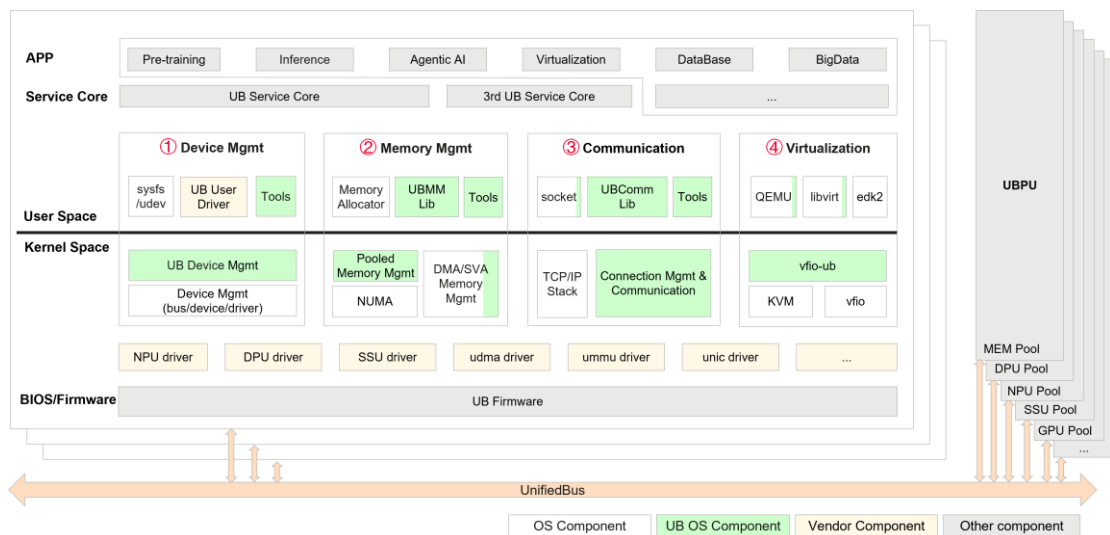 APP
Pre-training
Inference
Agentic AI
Virtualization
DataBase
BigData
Service Core
UB Service Core
3rd UB Service Core
...
① Device Mgmt
② Memory Mgmt
③ Communication
④ Virtualization
User Space
sysfs
/udev
UB User
Driver
Tools
Memory
Allocator
UBMM
Lib
Tools
socket
UBComm
Lib
Tools
QEMU
libvirt
edk2
Kernel Space
UB Device Mgmt
Device Mgmt
(bus/device/driver)
Pooled
Memory Mgmt
NUMA
DMA/SVA
Memory
Mgmt
TCP/IP
Stack
Connection Mgmt &
Communication
vfio-ub
KVM
vfio
NPU driver
DPU driver
SSU driver
udma driver
ummu driver
unic driver
...
BIOS/Firmware
UB Firmware
UBPU
MEM Pool
DPU Pool
NPU Pool
SSU Pool
GPU Pool
...
UnifiedBus
OS Component
UB OS Component
Vendor Component
Other component